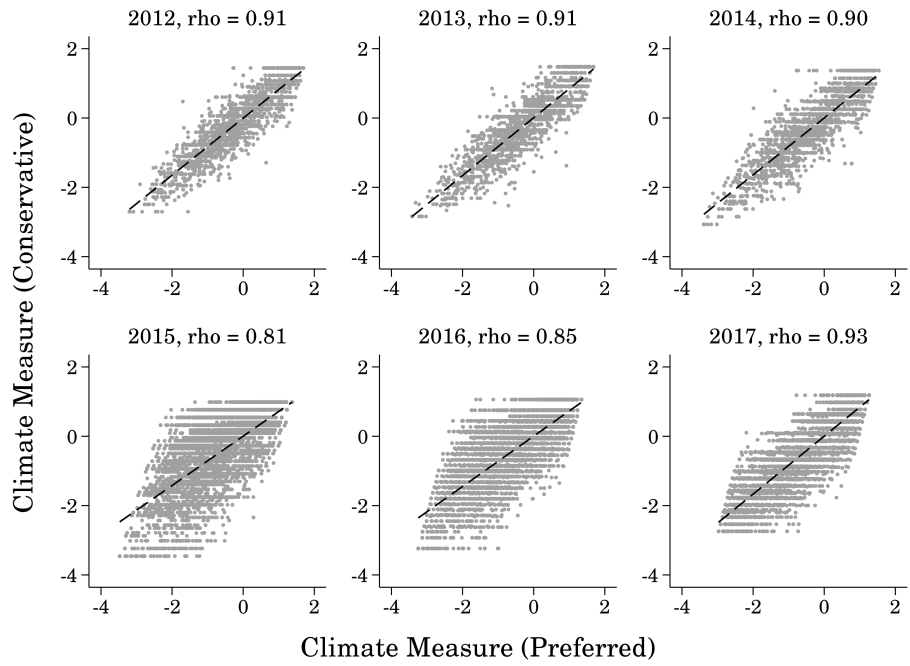 2012, rho = 0.91
2013, rho = 0.91
2014, rho = 0.90
2
0
-2
-4
-4 -2 0 2
2
0
-2
-4
-4 -2 0 2
2
0
-2
-4
-4 -2 0 2
2015, rho = 0.81
2016, rho = 0.85
2017, rho = 0.93
2
0
-2
-4
-4 -2 0 2
2
0
-2
-4
-4 -2 0 2
2
0
-2
-4
-4 -2 0 2
Climate Measure (Conservative)
Climate Measure (Preferred)